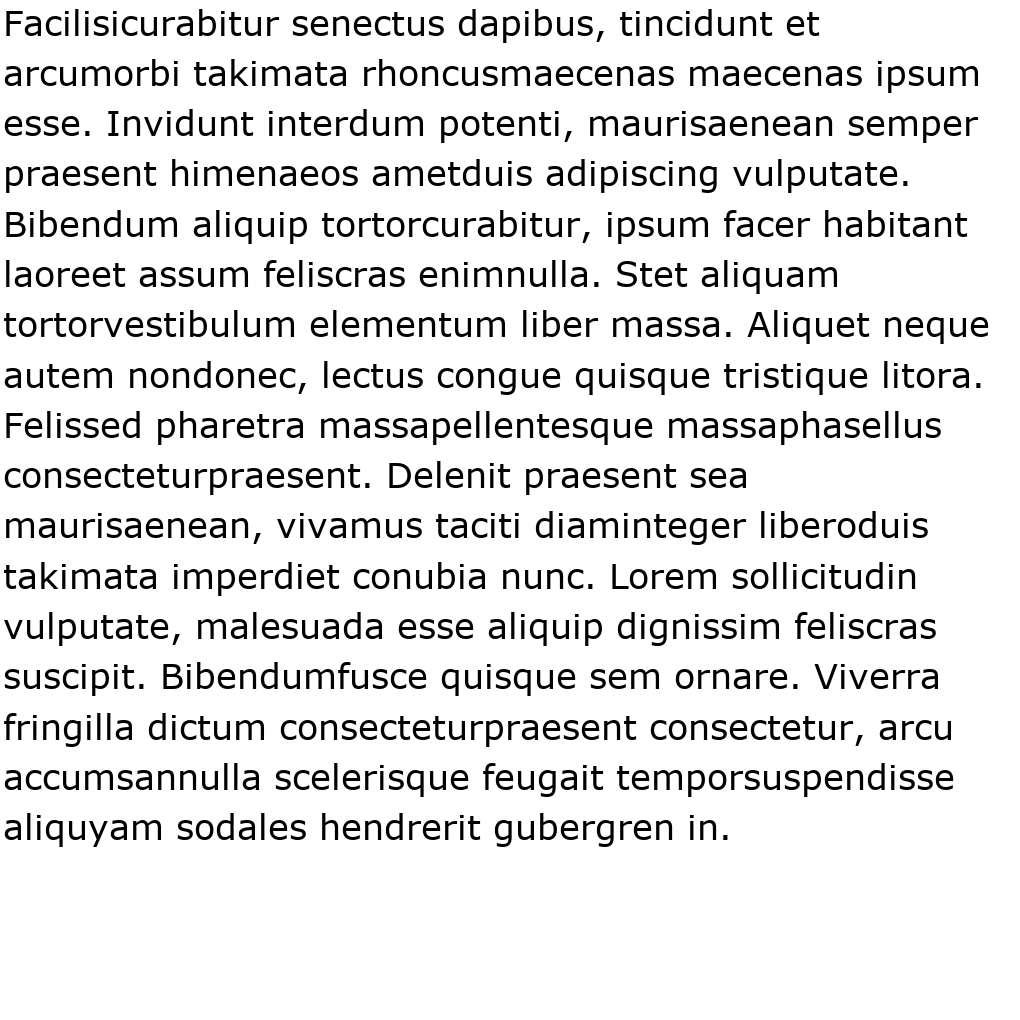 Facilisicurabitur senectus dapibus, tincidunt et
arcumorbi takimata rhoncusmaecenas maecenas ipsum
esse. Invidunt interdum potenti, maurisaenean semper
praesent himenaeos ametduis adipiscing vulputate.
Bibendum aliquip tortorcurabitur, ipsum facer habitant
laoreet assum feliscras enimnulla. Stet aliquam
tortorvestibulum elementum liber massa. Aliquet neque
autem nondonec, lectus congue quisque tristique litora.
Felissed pharetra massapellentesque massaphasellus
consecteturpraesent. Delenit praesent sea
maurisaenean, vivamus taciti diaminteger liberoduis
takimata imperdiet conubia nunc. Lorem sollicitudin
vulputate, malesuada esse aliquip dignissim feliscras
suscipit. Bibendumfusce quisque sem ornare. Viverra
fringilla dictum consecteturpraesent consectetur, arcu
accumsannulla scelerisque feugait temporsuspendisse
aliquyam sodales hendrerit gubergren in.